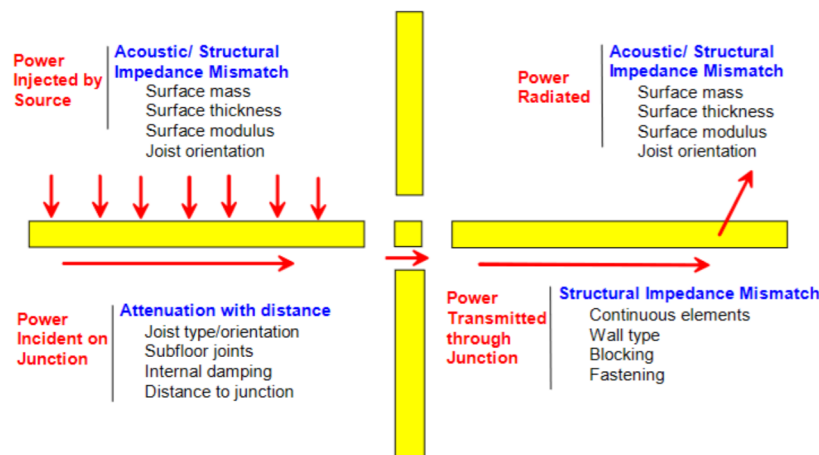 Power
Injected by
Source
Acoustic/ Structural
Impedance Mismatch
Surface mass
Surface thickness
Surface modulus
Joist orientation
Power
Radiated
Acoustic/ Structural
Impedance Mismatch
Surface mass
Surface thickness
Surface modulus
Joist orientation
Power
Incident on
Junction
Attenuation with distance
Joist type/orientation
Subfloor joints
Internal damping
Distance to junction
Power
Transmitted
through
Junction
Structural Impedance Mismatch
Continuous elements
Wall type
Blocking
Fastening